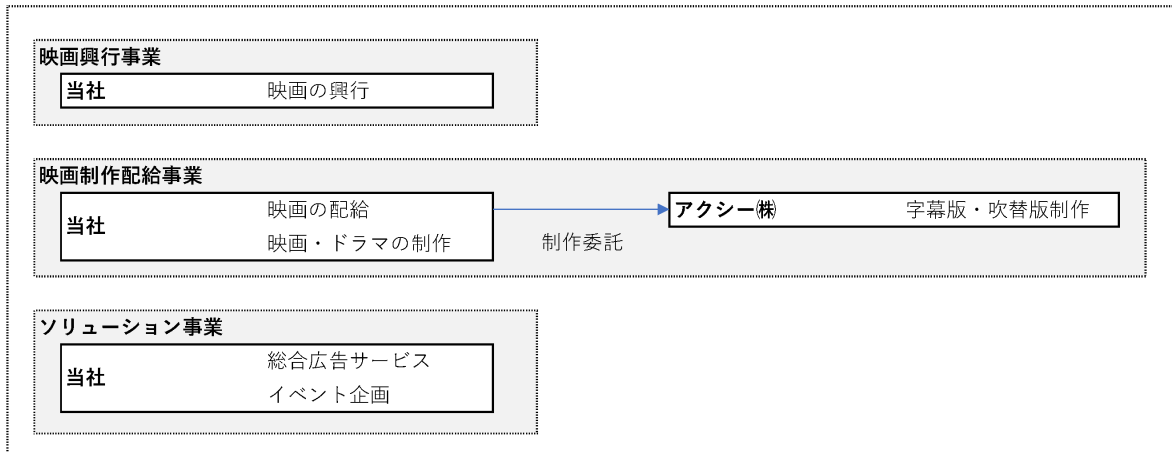 映画興行事業
当社 映画の興行
映画制作配給事業
当社
映画の配給
映画・ドラマの制作
制作委託
アクシー㈱ 字幕版・吹替版制作
ソリューション事業
当社
総合広告サービス
イベント企画